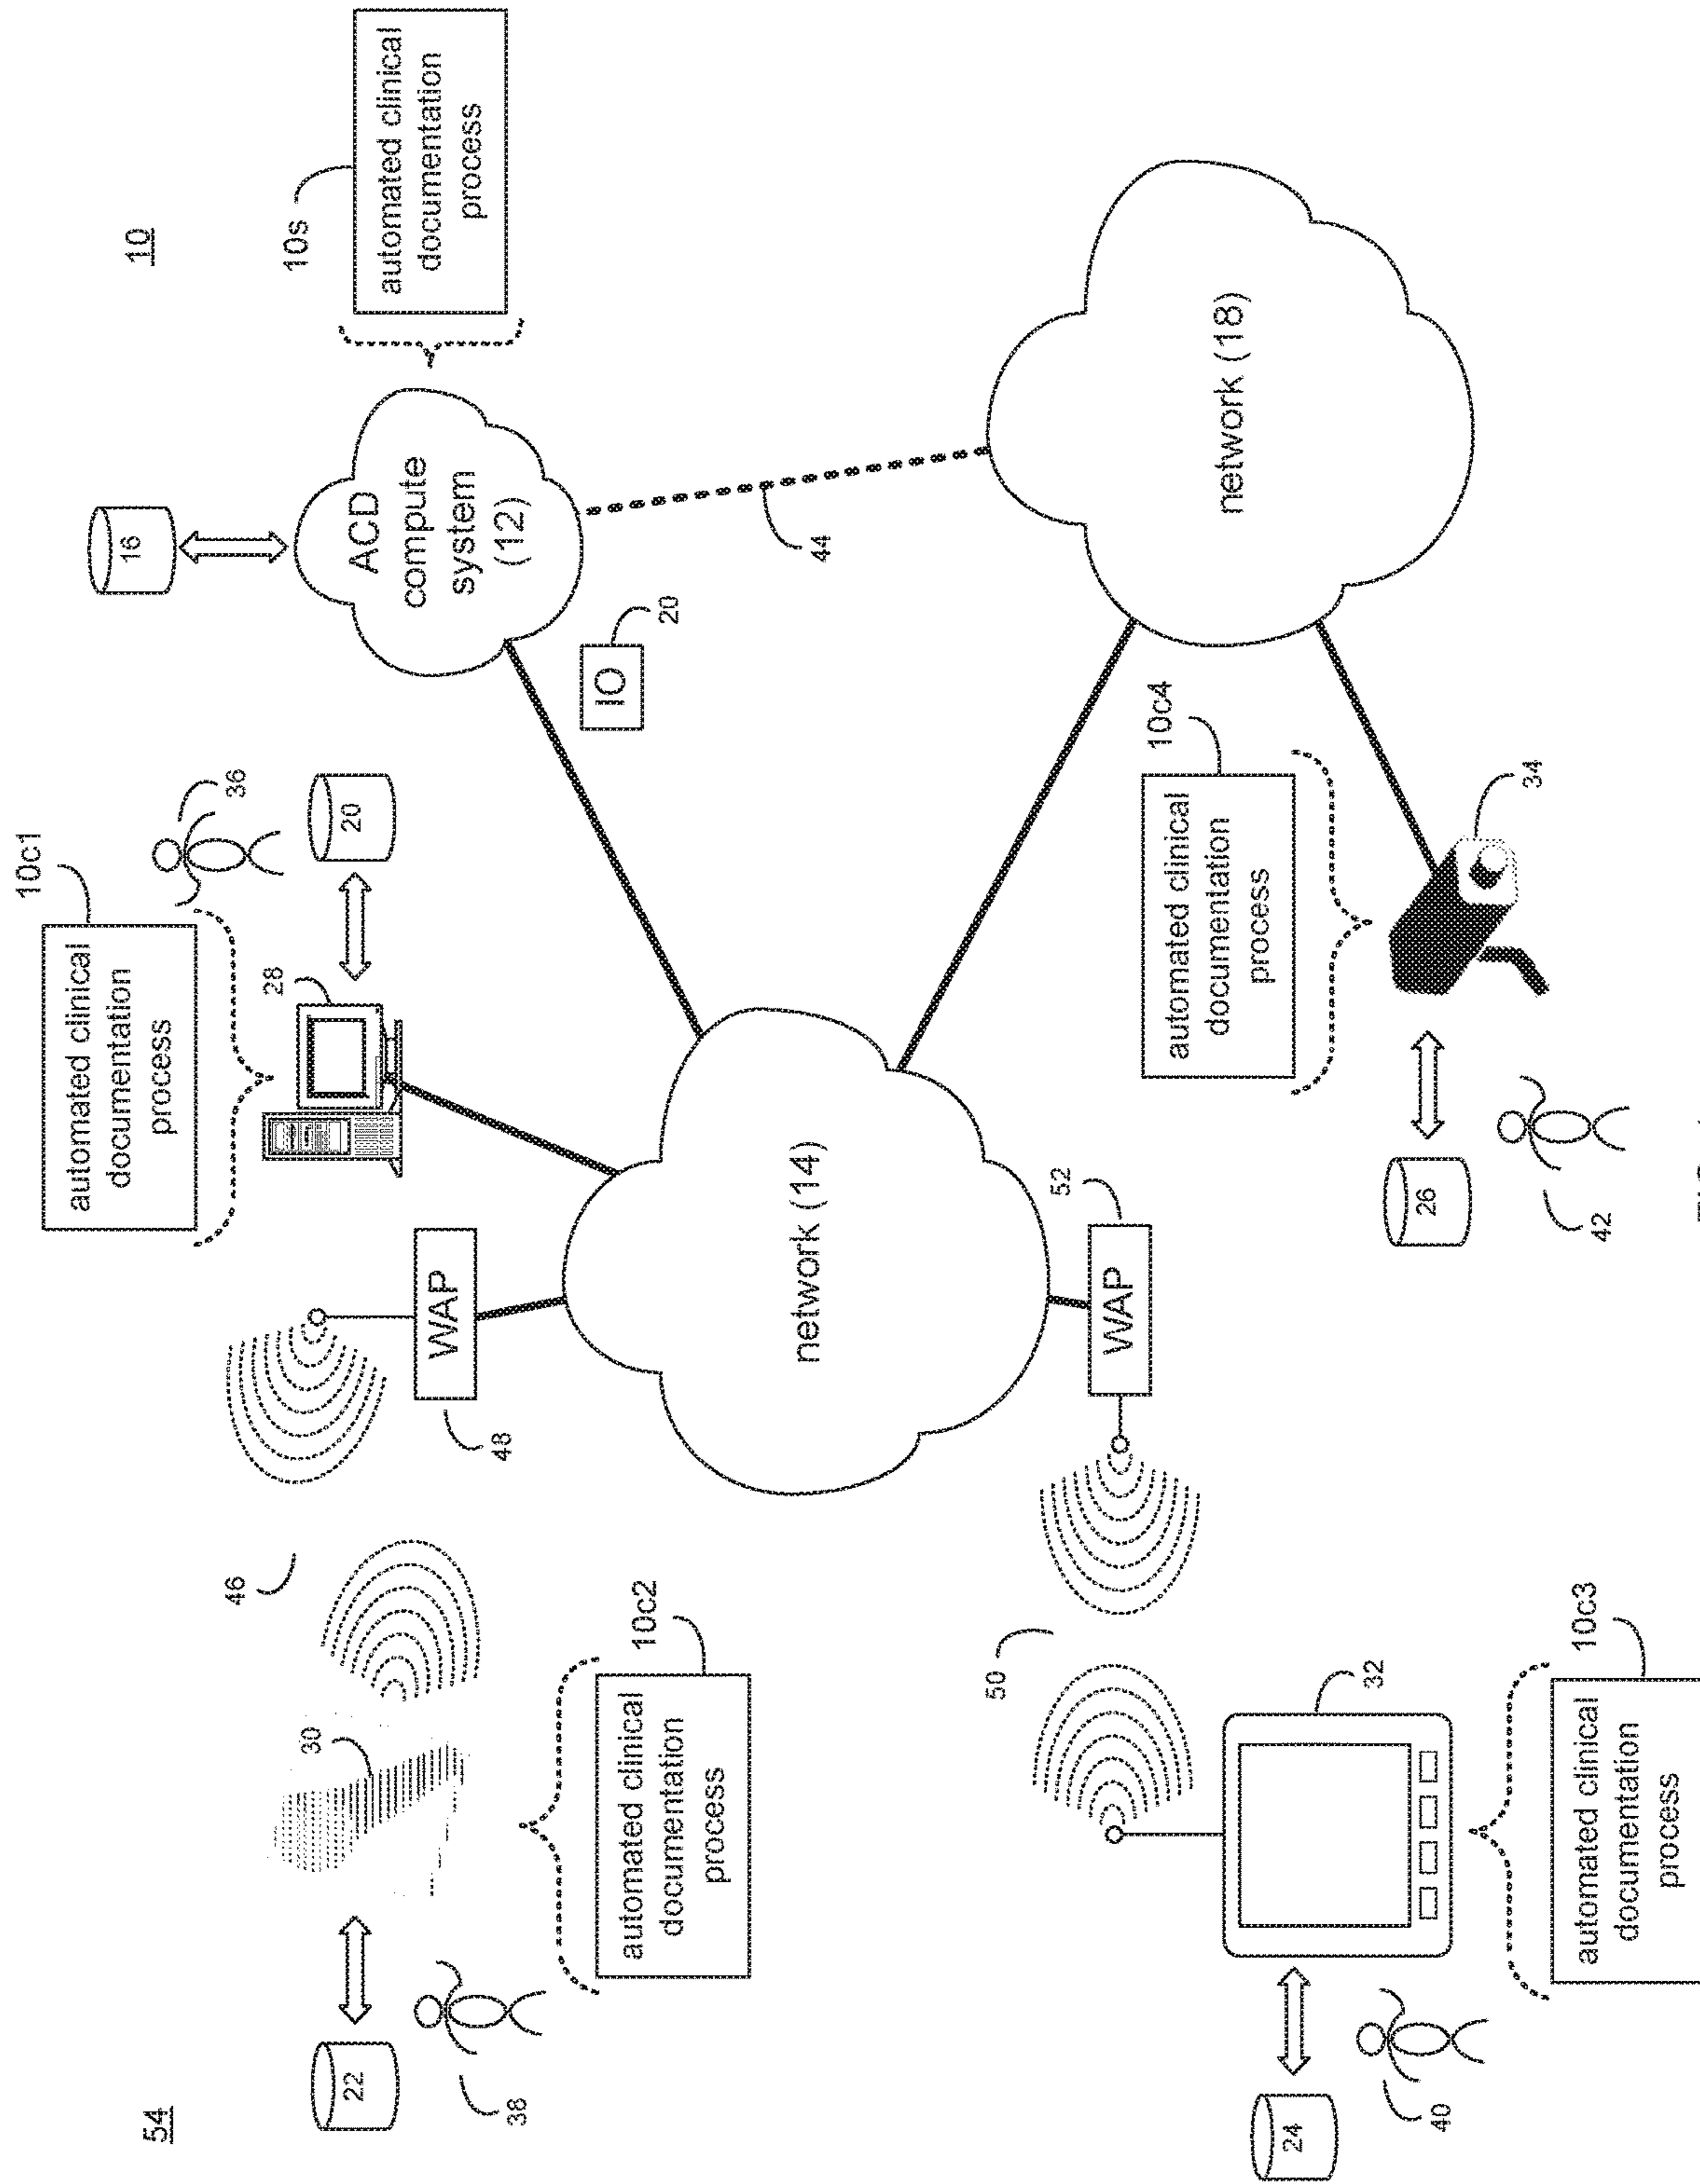 54
10
10c1
automated clinical
documentation
process
36
16
28
20
46
30
22
38
48
WAP
ACD
compute
system
(12)
10s
automated clinical
documentation
process
IO
20
10c2
automated clinical
documentation
process
network (14)
44
50
52
WAP
10c4
automated clinical
documentation
process
network (18)
24
40
32
26
42
34
10c3
automated clinical
documentation
process